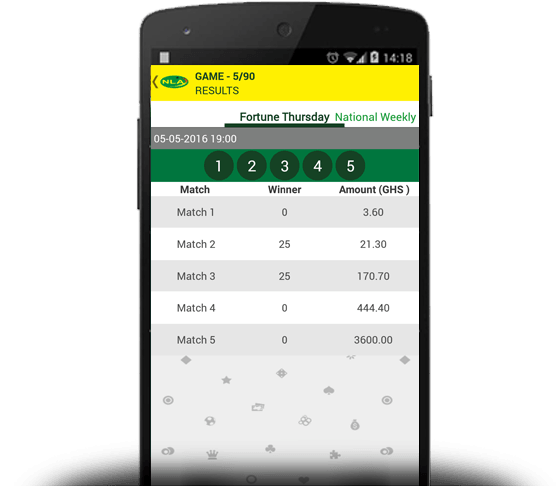 14:18
NLA
GAME - 5/90
RESULTS
Fortune Thursday National Weekly
05-05-2016 19:00
1 2 3 4 5
Match Winner Amount (GHS )
Match 1 0 3.60
Match 2 25 21.30
Match 3 25 170.70
Match 4 0 444.40
Match 5 0 3600.00